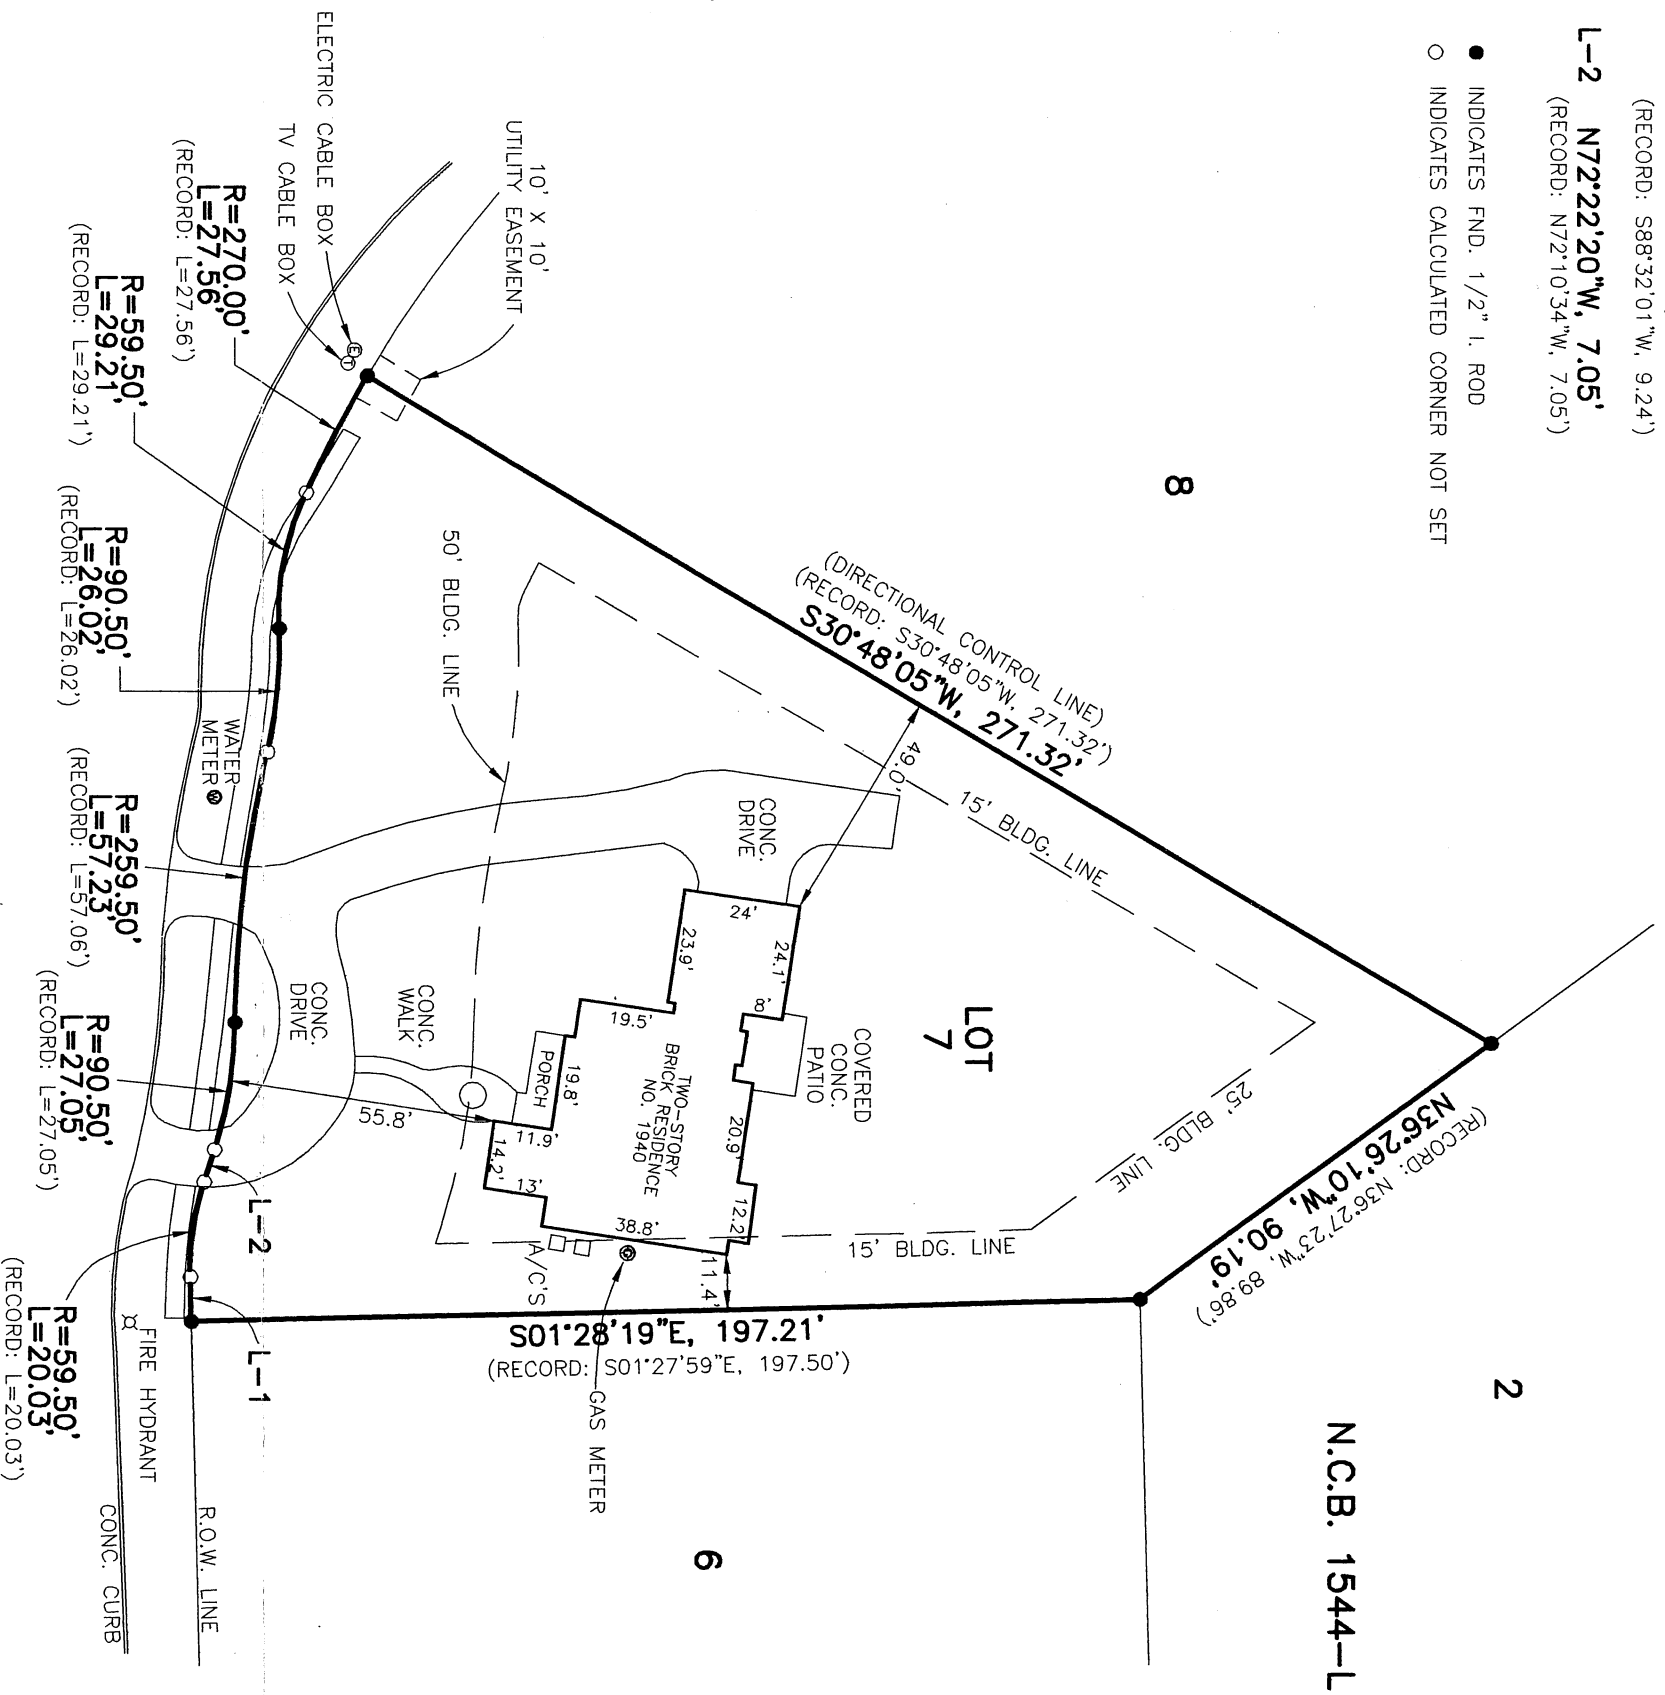 (RECORD: S88°32'01"W, 9.24')
L-2 N72°22'20"W, 7.05'
(RECORD: N72°10'34"W, 7.05')
● INDICATES FND. 1/2" I. ROD
○ INDICATES CALCULATED CORNER NOT SET
N.C.B. 1544-L
2
8
6
LOT
7
(DIRECTIONAL CONTROL LINE)
(RECORD: S30°48'05"W, 271.32')
S30°48'05"W, 271.32'
(RECORD: N36°27'23"W, 89.86')
N36°26'10"W, 90.19'
S01°28'19"E, 197.21'
(RECORD: S01°27'59"E, 197.50')
15' BLDG. LINE
25' BLDG. LINE
15' BLDG. LINE
50' BLDG. LINE
49.0'
COVERED
CONC.
PATIO
CONC.
DRIVE
24'
24.1'
23.9'
8'
19.5'
20.9'
12.2'
TWO-STORY
BRICK RESIDENCE
NO. 1940
19.8'
PORCH
11.9'
14.2'
13'
38.8'
11.4'
55.8'
A/C'S
G
GAS METER
CONC.
WALK
CONC.
DRIVE
10' X 10'
UTILITY EASEMENT
ELECTRIC CABLE BOX
TV CABLE BOX
E
T
WATER
METER
W
R=270.00'
L=27.56'
(RECORD: L=27.56')
R=59.50'
L=29.21'
(RECORD: L=29.21')
R=90.50'
L=26.02'
(RECORD: L=26.02')
R=259.50'
L=57.23'
(RECORD: L=57.06')
R=90.50'
L=27.05'
(RECORD: L=27.05')
R=59.50'
L=20.03'
(RECORD: L=20.03')
L-2
L-1
FIRE HYDRANT
R.O.W. LINE
CONC. CURB